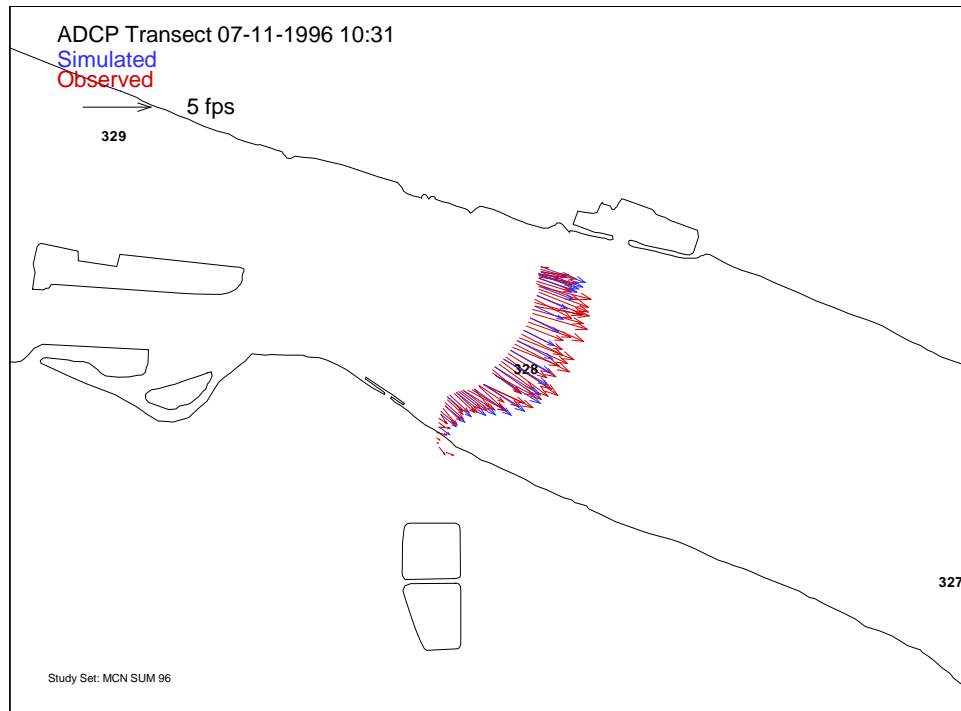 ADCP Transect 07-11-1996 10:31
Simulated
Observed
5 fps
329
328
327
Study Set: MCN SUM 96